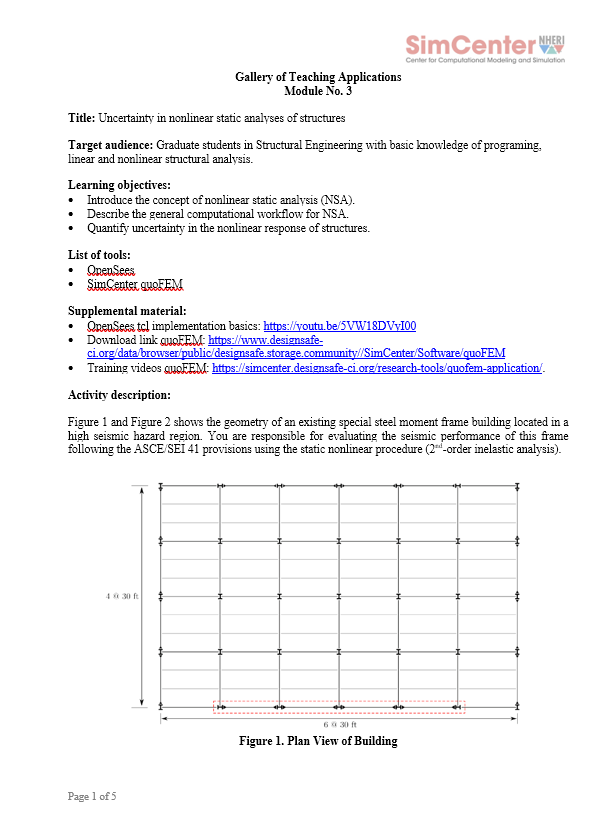 SimCenter NHERI
Center for Computational Modeling and Simulation
Gallery of Teaching Applications
Module No. 3
Title: Uncertainty in nonlinear static analyses of structures
Target audience: Graduate students in Structural Engineering with basic knowledge of programing,
linear and nonlinear structural analysis.
Learning objectives:
• Introduce the concept of nonlinear static analysis (NSA).
• Describe the general computational workflow for NSA.
• Quantify uncertainty in the nonlinear response of structures.
List of tools:
• OpenSees
• SimCenter quoFEM
Supplemental material:
• OpenSees tcl implementation basics: https://youtu.be/5VW18DVyI00
• Download link quoFEM: https://www.designsafe-
ci.org/data/browser/public/designsafe.storage.community//SimCenter/Software/quoFEM
• Training videos quoFEM: https://simcenter.designsafe-ci.org/research-tools/quofem-application/.
Activity description:
Figure 1 and Figure 2 shows the geometry of an existing special steel moment frame building located in a
high seismic hazard region. You are responsible for evaluating the seismic performance of this frame
following the ASCE/SEI 41 provisions using the static nonlinear procedure (2nd-order inelastic analysis).
4 @ 30 ft
6 @ 30 ft
Figure 1. Plan View of Building
Page 1 of 5